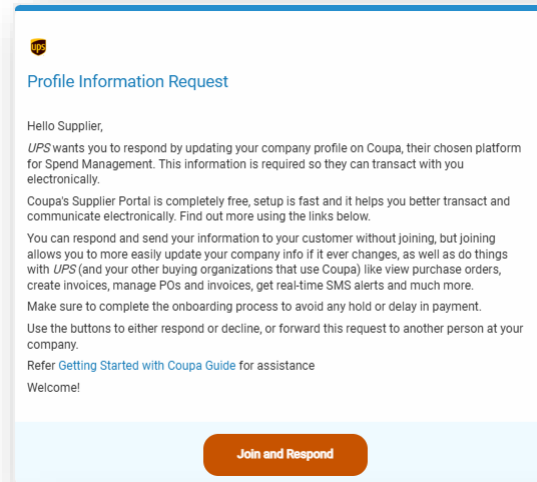 ups
Profile Information Request
Hello Supplier,
UPS wants you to respond by updating your company profile on Coupa, their chosen platform
for Spend Management. This information is required so they can transact with you
electronically.
Coupa's Supplier Portal is completely free, setup is fast and it helps you better transact and
communicate electronically. Find out more using the links below.
You can respond and send your information to your customer without joining, but joining
allows you to more easily update your company info if it ever changes, as well as do things
with UPS (and your other buying organizations that use Coupa) like view purchase orders,
create invoices, manage POs and invoices, get real-time SMS alerts and much more.
Make sure to complete the onboarding process to avoid any hold or delay in payment.
Use the buttons to either respond or decline, or forward this request to another person at your
company.
Refer Getting Started with Coupa Guide for assistance
Welcome!
Join and Respond